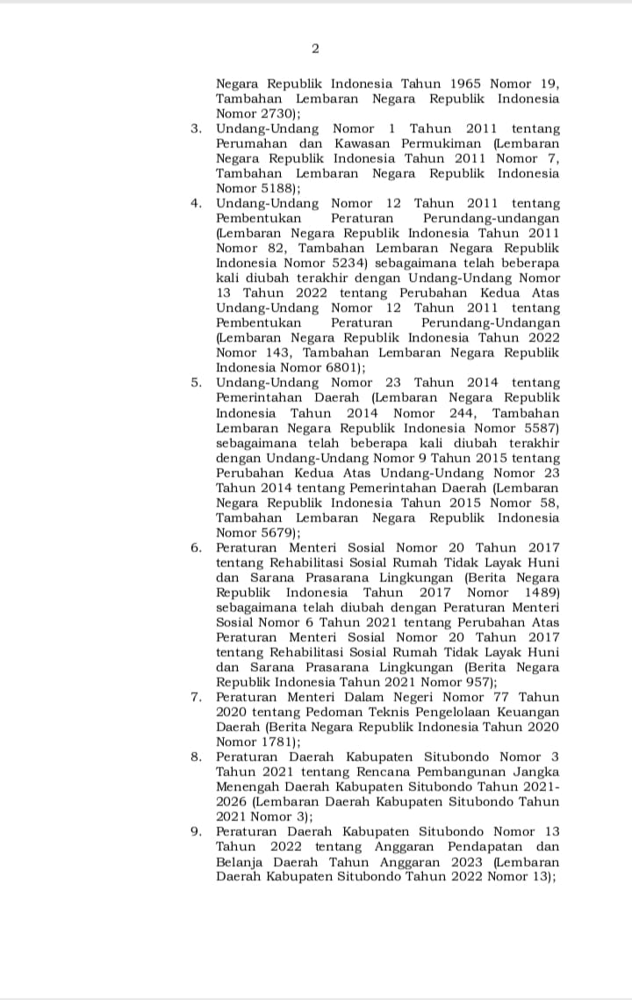 2
Negara Republik Indonesia Tahun 1965 Nomor 19,
Tambahan Lembaran Negara Republik Indonesia
Nomor 2730);
3. Undang-Undang Nomor 1 Tahun 2011 tentang
Perumahan dan Kawasan Permukiman (Lembaran
Negara Republik Indonesia Tahun 2011 Nomor 7,
Tambahan Lembaran Negara Republik Indonesia
Nomor 5188);
4. Undang-Undang Nomor 12 Tahun 2011 tentang
Pembentukan Peraturan Perundang-undangan
(Lembaran Negara Republik Indonesia Tahun 2011
Nomor 82, Tambahan Lembaran Negara Republik
Indonesia Nomor 5234) sebagaimana telah beberapa
kali diubah terakhir dengan Undang-Undang Nomor
13 Tahun 2022 tentang Perubahan Kedua Atas
Undang-Undang Nomor 12 Tahun 2011 tentang
Pembentukan Peraturan Perundang-Undangan
(Lembaran Negara Republik Indonesia Tahun 2022
Nomor 143, Tambahan Lembaran Negara Republik
Indonesia Nomor 6801);
5. Undang-Undang Nomor 23 Tahun 2014 tentang
Pemerintahan Daerah (Lembaran Negara Republik
Indonesia Tahun 2014 Nomor 244, Tambahan
Lembaran Negara Republik Indonesia Nomor 5587)
sebagaimana telah beberapa kali diubah terakhir
dengan Undang-Undang Nomor 9 Tahun 2015 tentang
Perubahan Kedua Atas Undang-Undang Nomor 23
Tahun 2014 tentang Pemerintahan Daerah (Lembaran
Negara Republik Indonesia Tahun 2015 Nomor 58,
Tambahan Lembaran Negara Republik Indonesia
Nomor 5679);
6. Peraturan Menteri Sosial Nomor 20 Tahun 2017
tentang Rehabilitasi Sosial Rumah Tidak Layak Huni
dan Sarana Prasarana Lingkungan (Berita Negara
Republik Indonesia Tahun 2017 Nomor 1489)
sebagaimana telah diubah dengan Peraturan Menteri
Sosial Nomor 6 Tahun 2021 tentang Perubahan Atas
Peraturan Menteri Sosial Nomor 20 Tahun 2017
tentang Rehabilitasi Sosial Rumah Tidak Layak Huni
dan Sarana Prasarana Lingkungan (Berita Negara
Republik Indonesia Tahun 2021 Nomor 957);
7. Peraturan Menteri Dalam Negeri Nomor 77 Tahun
2020 tentang Pedoman Teknis Pengelolaan Keuangan
Daerah (Berita Negara Republik Indonesia Tahun 2020
Nomor 1781);
8. Peraturan Daerah Kabupaten Situbondo Nomor 3
Tahun 2021 tentang Rencana Pembangunan Jangka
Menengah Daerah Kabupaten Situbondo Tahun 2021-
2026 (Lembaran Daerah Kabupaten Situbondo Tahun
2021 Nomor 3);
9. Peraturan Daerah Kabupaten Situbondo Nomor 13
Tahun 2022 tentang Anggaran Pendapatan dan
Belanja Daerah Tahun Anggaran 2023 (Lembaran
Daerah Kabupaten Situbondo Tahun 2022 Nomor 13);